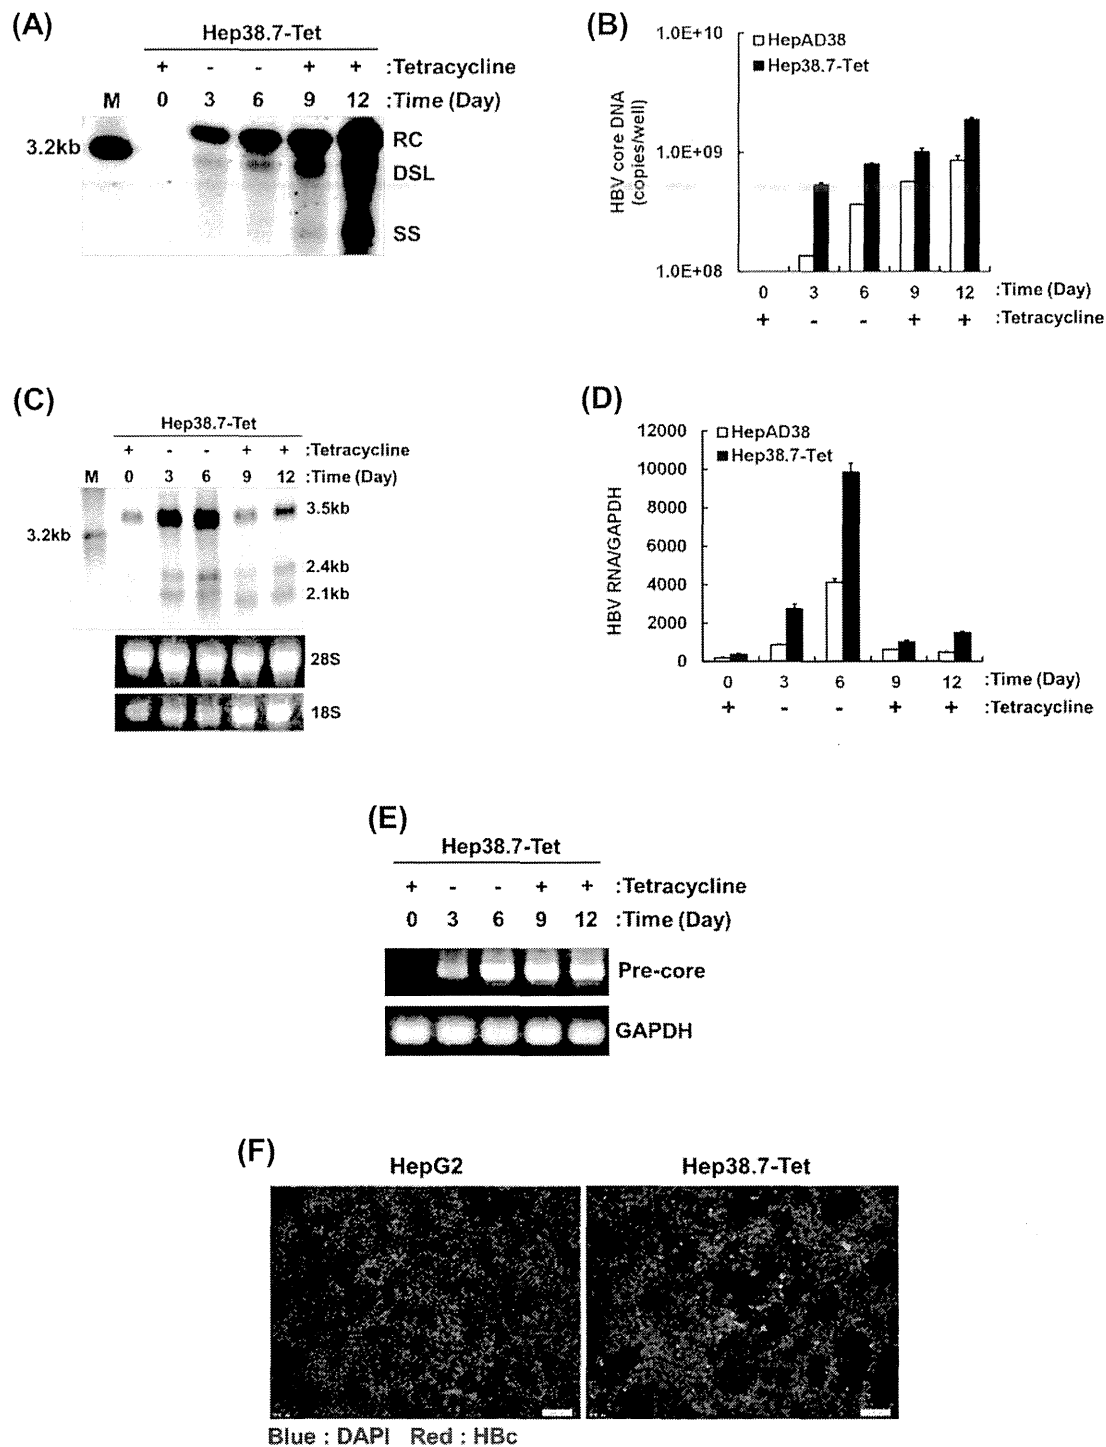 (A)
Hep38.7-Tet
+ - - + + :Tetracycline
M 0 3 6 9 12 :Time (Day)
3.2kb
RC
DSL
SS
(B)
HBV core DNA
(copies/well)
1.0E+10
1.0E+09
1.0E+08
HepAD38
Hep38.7-Tet
0 3 6 9 12 :Time (Day)
+ - - + + :Tetracycline
(C)
Hep38.7-Tet
+ - - + + :Tetracycline
M 0 3 6 9 12 :Time (Day)
3.2kb
3.5kb
2.4kb
2.1kb
28S
18S
(D)
HBV RNA/GAPDH
12000
10000
8000
6000
4000
2000
0
HepAD38
Hep38.7-Tet
0 3 6 9 12 :Time (Day)
+ - - + + :Tetracycline
(E)
Hep38.7-Tet
+ - - + + :Tetracycline
0 3 6 9 12 :Time (Day)
Pre-core
GAPDH
(F)
HepG2 Hep38.7-Tet
Blue : DAPI Red : HBc